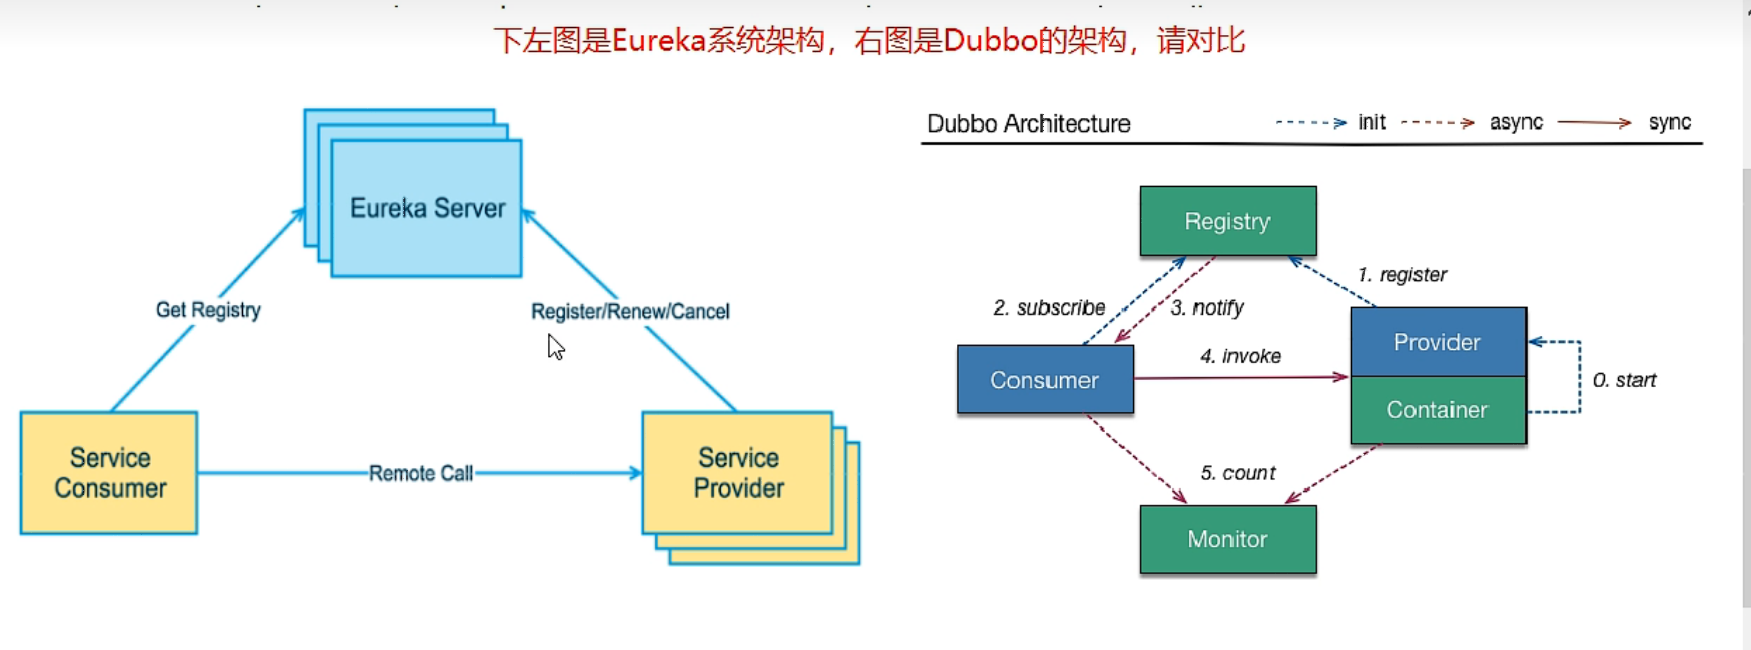 下左图是Eureka系统架构，右图是Dubbo的架构，请对比
Eureka Server
Get Registry
Register/Renew/Cancel
Service
Consumer
Remote Call
Service
Provider
Dubbo Architecture
init
async
sync
Registry
1. register
2. subscribe
3. notify
Provider
4. invoke
Consumer
0. start
Container
5. count
Monitor